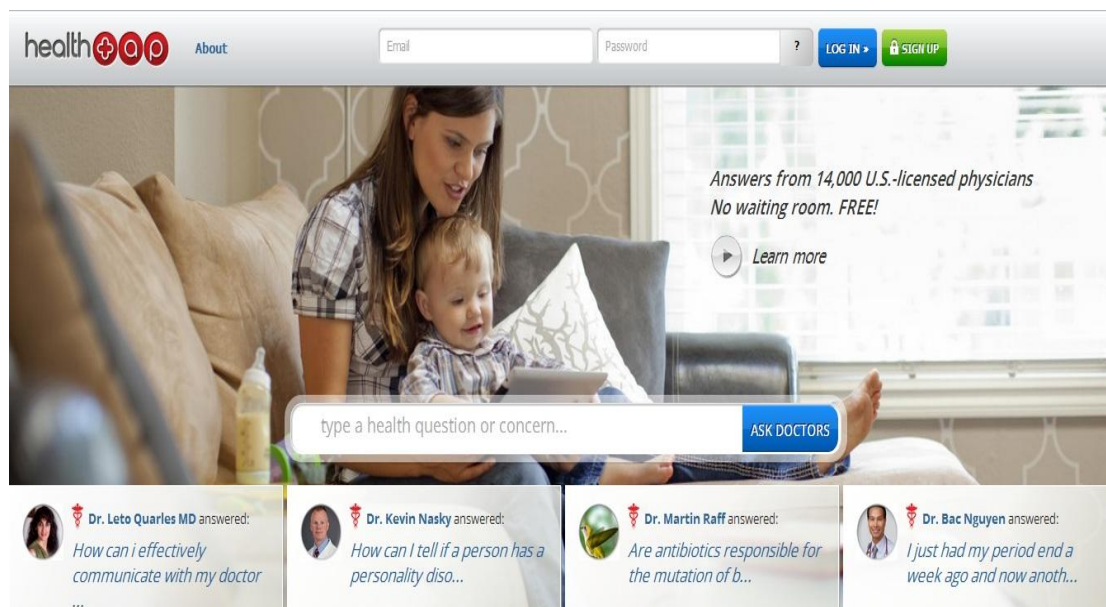 health+ap
About
Email
Password
?
LOG IN »
SIGN UP
Answers from 14,000 U.S.-licensed physicians
No waiting room. FREE!
Learn more
type a health question or concern...
ASK DOCTORS
Dr. Leto Quarles MD answered:
How can i effectively
communicate with my doctor
...
Dr. Kevin Nasky answered:
How can I tell if a person has a
personality diso...
Dr. Martin Raff answered:
Are antibiotics responsible for
the mutation of b...
Dr. Bac Nguyen answered:
I just had my period end a
week ago and now anoth...